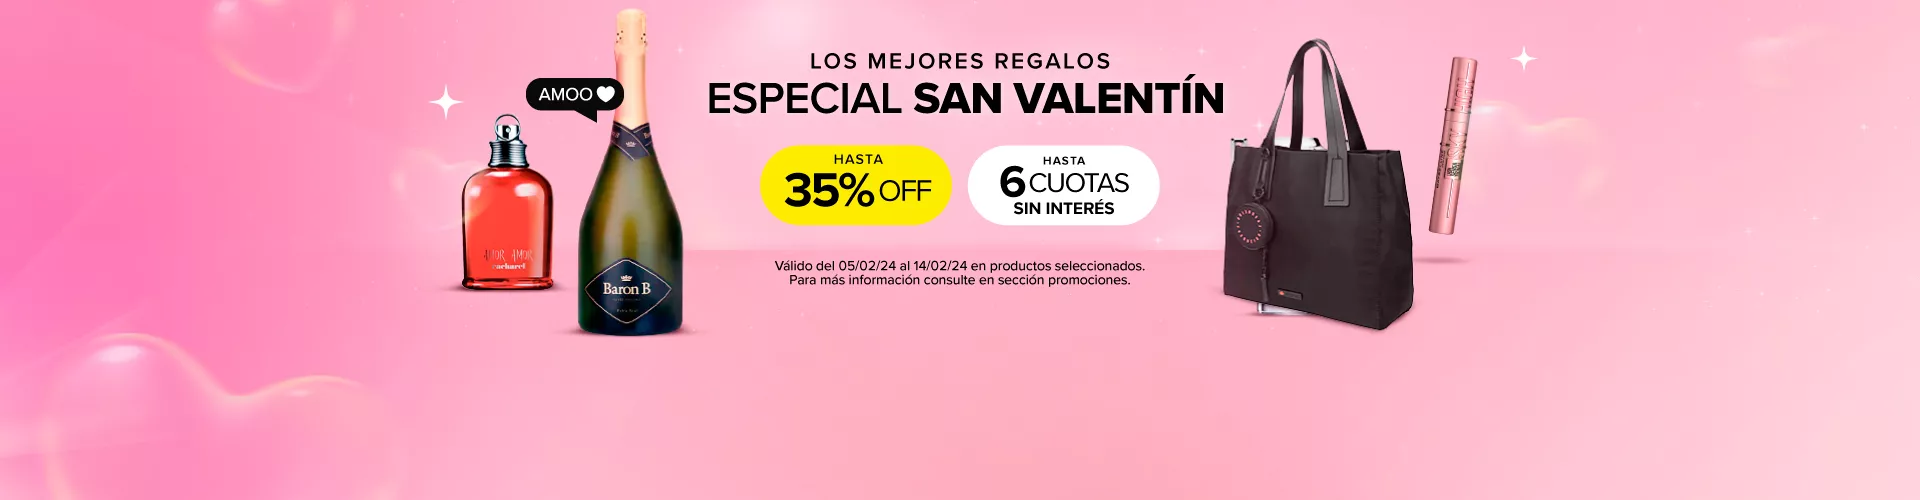 LOS MEJORES REGALOS
ESPECIAL SAN VALENTÍN
AMOO
HASTA
35% OFF
HASTA
6 CUOTAS
SIN INTERÉS
Válido del 05/02/24 al 14/02/24 en productos seleccionados.
Para más información consulte en sección promociones.
AMOR AMOR
cacharel
Baron B